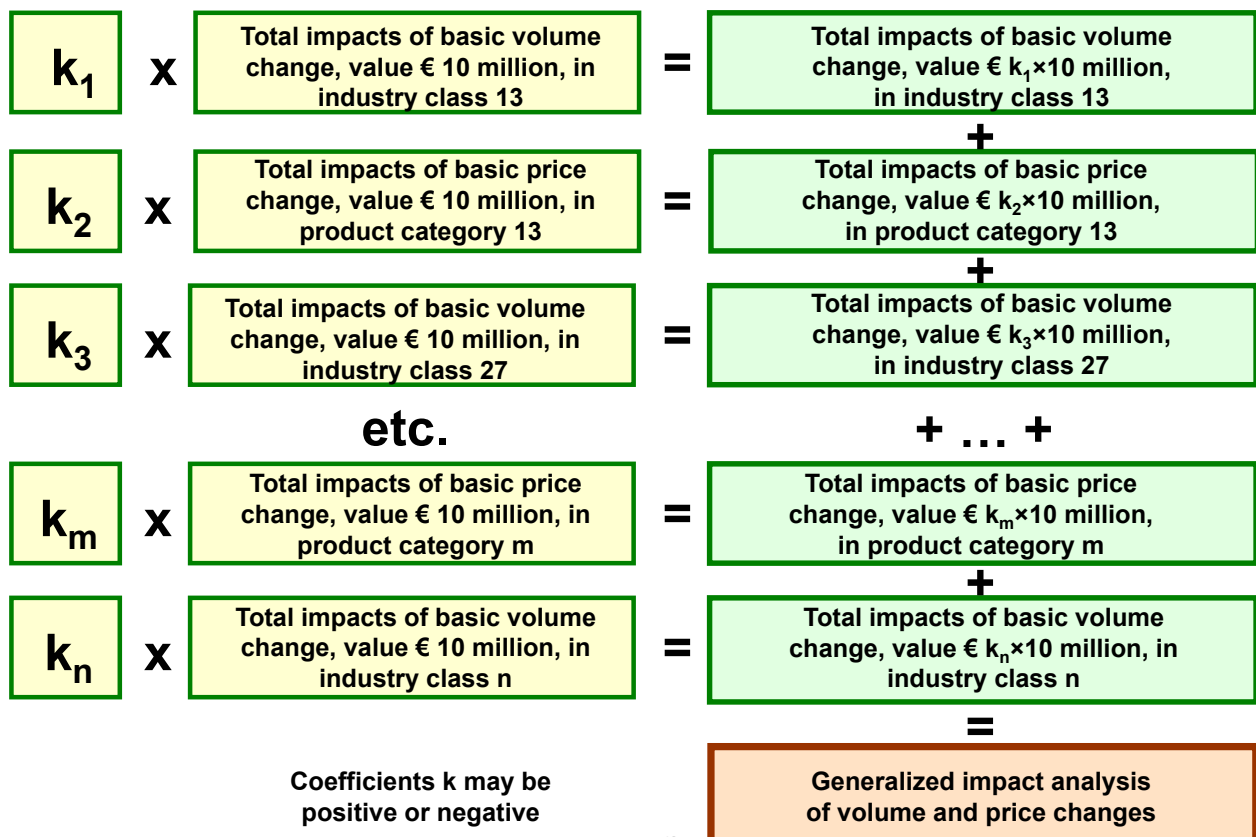 k₁ x Total impacts of basic volume change, value € 10 million, in industry class 13 = Total impacts of basic volume change, value € k₁×10 million, in industry class 13
+
k₂ x Total impacts of basic price change, value € 10 million, in product category 13 = Total impacts of basic price change, value € k₂×10 million, in product category 13
+
k₃ x Total impacts of basic volume change, value € 10 million, in industry class 27 = Total impacts of basic volume change, value € k₃×10 million, in industry class 27
etc. + ... +
kₘ x Total impacts of basic price change, value € 10 million, in product category m = Total impacts of basic price change, value € kₘ×10 million, in product category m
+
kₙ x Total impacts of basic volume change, value € 10 million, in industry class n = Total impacts of basic volume change, value € kₙ×10 million, in industry class n
=
Coefficients k may be
positive or negative
Generalized impact analysis
of volume and price changes